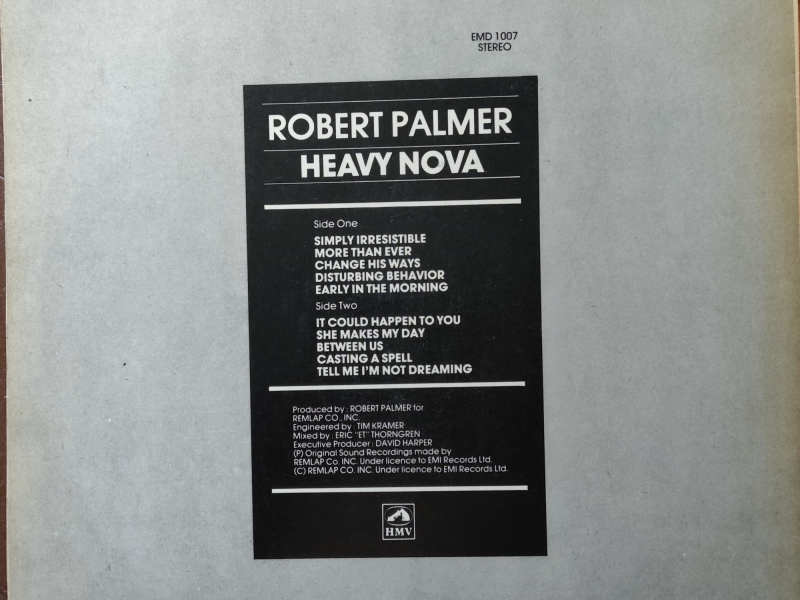 EMD 1007
STEREO
ROBERT PALMER
HEAVY NOVA
Side One
SIMPLY IRRESISTIBLE
MORE THAN EVER
CHANGE HIS WAYS
DISTURBING BEHAVIOR
EARLY IN THE MORNING
Side Two
IT COULD HAPPEN TO YOU
SHE MAKES MY DAY
BETWEEN US
CASTING A SPELL
TELL ME I'M NOT DREAMING
Produced by : ROBERT PALMER for
REMLAP CO. INC.
Engineered by : TIM KRAMER
Mixed by : ERIC "ET" THORNGREN
Executive Producer : DAVID HARPER
(P) Original Sound Recordings made by
REMLAP Co. INC. Under licence to EMI Records Ltd.
(C) REMLAP CO. INC. Under licence to EMI Records Ltd.
HMV